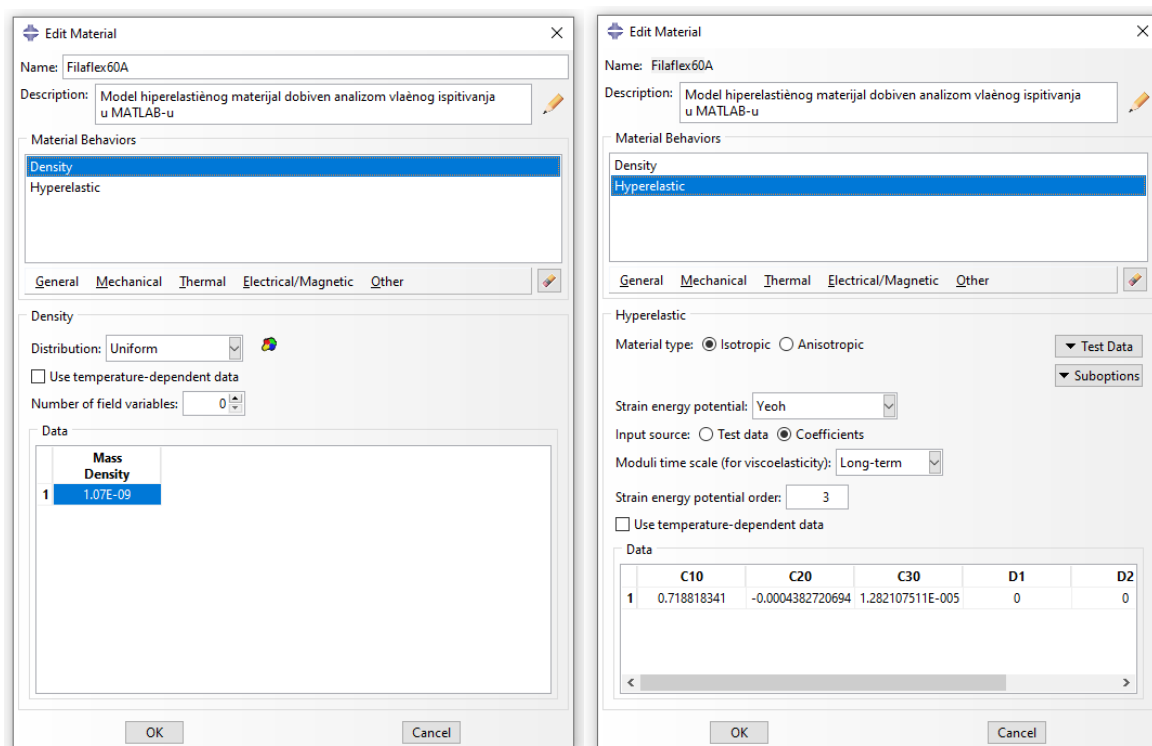 Edit Material
Name: Filaflex60A
Description: Model hiperelastiènog materijal dobiven analizom vlaènog ispitivanja
u MATLAB-u
Material Behaviors
Density
Hyperelastic
General Mechanical Thermal Electrical/Magnetic Other
Density
Distribution: Uniform
Use temperature-dependent data
Number of field variables: 0
Data
Mass
Density
1 1.07E-09
OK Cancel
Edit Material
Name: Filaflex60A
Description: Model hiperelastiènog materijal dobiven analizom vlaènog ispitivanja
u MATLAB-u
Material Behaviors
Density
Hyperelastic
General Mechanical Thermal Electrical/Magnetic Other
Hyperelastic
Material type: Isotropic Anisotropic
Test Data
Suboptions
Strain energy potential: Yeoh
Input source: Test data Coefficients
Moduli time scale (for viscoelasticity): Long-term
Strain energy potential order: 3
Use temperature-dependent data
Data
C10 C20 C30 D1 D2
1 0.718818341 -0.0004382720694 1.282107511E-005 0 0
OK Cancel